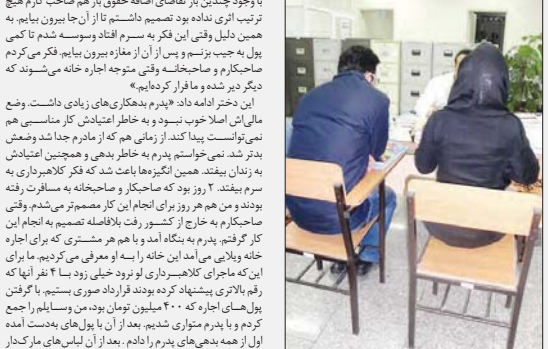 با وجود چندین بار تقاضای اضافه حقوق باز هم صاحب کارم هیچ
ترتیب اثری نداده بود تصمیم داشتم تا از آن‌جا بیرون بیایم. به
همین دلیل وقتی این فکر به سرم افتاد وسوسه شدم تا کمی
پول به جیب بزنم و پس از آن از مغازه بیرون بیایم. فکر می‌کردم
صاحبکارم و صاحبخانه وقتی متوجه اجاره خانه می‌شوند که
دیگر دیر شده و ما فرار کرده‌ایم.»
این دختر ادامه داد: «پدرم بدهکاری‌های زیادی داشت. وضع
مالی‌اش اصلا خوب نبود و به خاطر اعتیادش کار مناسبی هم
نمی‌توانست پیدا کند. از زمانی هم که از مادرم جدا شد وضعش
بدتر شد. نمی‌خواستم پدرم به خاطر بدهی و همچنین اعتیادش
به زندان بیفتد. همین انگیزه‌ها باعث شد که فکر کلاهبرداری به
سرم بیفتد. ۲ روز بود که صاحبکار و صاحبخانه به مسافرت رفته
بودند و من هم هر روز برای انجام این کار مصمم‌تر می‌شدم. وقتی
صاحبکارم به خارج از کشور رفت بلافاصله تصمیم به انجام این
کار گرفتم. پدرم به بنگاه آمد و با هم هر مشتری که برای اجاره
خانه ویلایی می‌آمد این خانه را به او معرفی می‌کردیم. ما برای
این‌که ماجرای کلاهبرداری لو نرود خیلی زود با ۴ نفر آنها که
رقم بالاتری پیشنهاد کرده بودند قرارداد صوری بستیم. با گرفتن
پول‌های اجاره که ۴۰۰ میلیون تومان بود، من وسایلم را جمع
کردم و با پدرم متواری شدیم. بعد از آن با پول‌های به‌دست آمده
اول از همه بدهی‌های پدرم را دادم. بعد از آن لباس‌های مارک‌دار